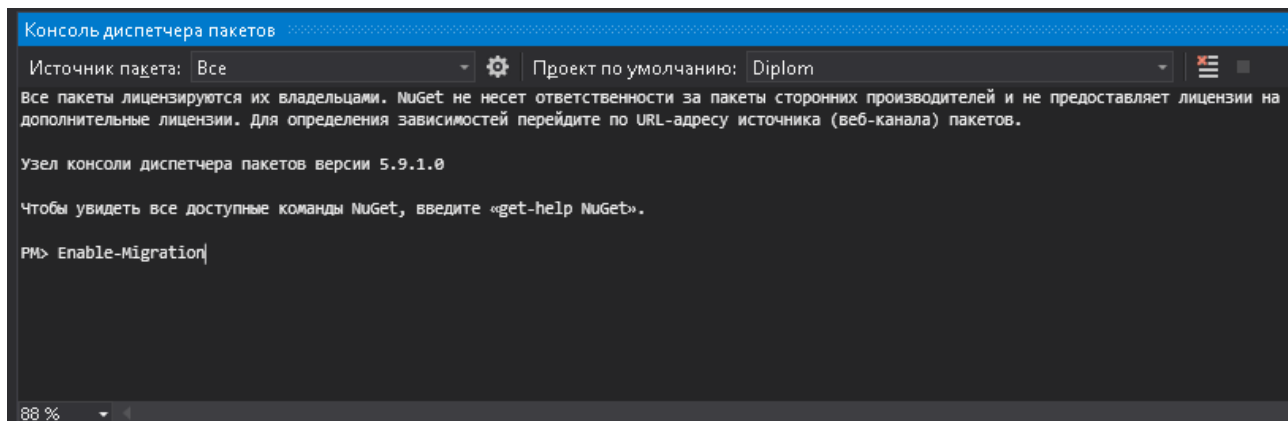 Консоль диспетчера пакетов
Источник пакета: Все Проект по умолчанию: Diplom
Все пакеты лицензируются их владельцами. NuGet не несет ответственности за пакеты сторонних производителей и не предоставляет лицензии на
дополнительные лицензии. Для определения зависимостей перейдите по URL-адресу источника (веб-канала) пакетов.
Узел консоли диспетчера пакетов версии 5.9.1.0
Чтобы увидеть все доступные команды NuGet, введите «get-help NuGet».
PM> Enable-Migration
88 %